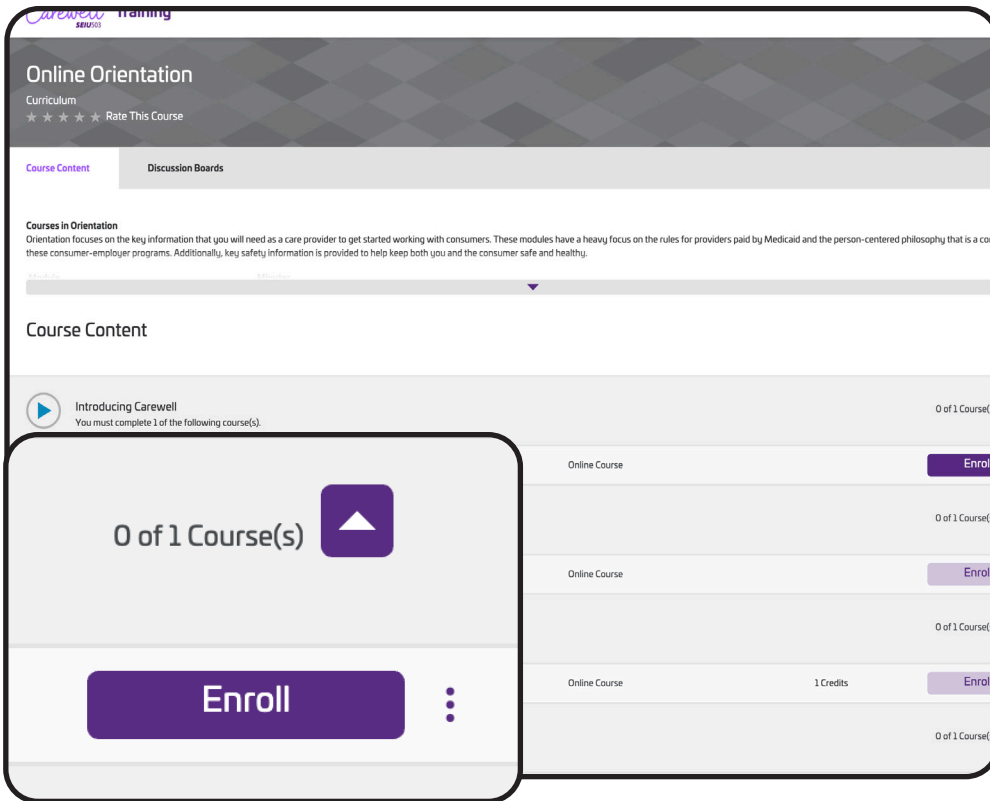 Carewell Training
SEIU503
Online Orientation
Curriculum
Rate This Course
Course Content
Discussion Boards
Courses in Orientation
Orientation focuses on the key information that you will need as a care provider to get started working with consumers. These modules have a heavy focus on the rules for providers paid by Medicaid and the person-centered philosophy that is a co
these consumer-employer programs. Additionally, key safety information is provided to help keep both you and the consumer safe and healthy.
Course Content
Introducing Carewell
0 of 1 Course(
You must complete 1 of the following course(s).
Online Course
Enrol
0 of 1 Course(
Online Course
Enrol
0 of 1 Course(
Online Course
1 Credits
Enrol
0 of 1 Course(
0 of 1 Course(s)
Enroll